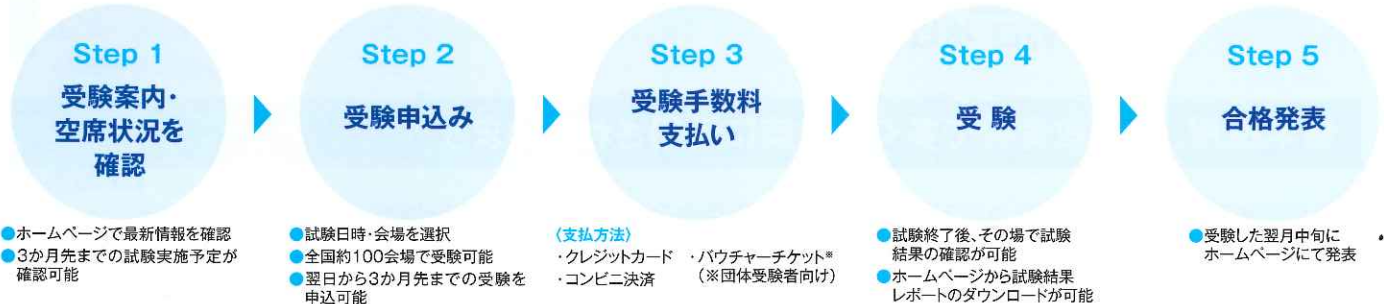 Step 1
受験案内・
空席状況を
確認
●ホームページで最新情報を確認
●3か月先までの試験実施予定が
確認可能
Step 2
受験申込み
●試験日時・会場を選択
●全国約100会場で受験可能
●翌日から3か月先までの受験を
申込可能
Step 3
受験手数料
支払い
〈支払方法〉
・クレジットカード ・バウチャーチケット※
・コンビニ決済 (※団体受験者向け)
Step 4
受 験
●試験終了後、その場で試験
結果の確認が可能
●ホームページから試験結果
レポートのダウンロードが可能
Step 5
合格発表
●受験した翌月中旬に
ホームページにて発表